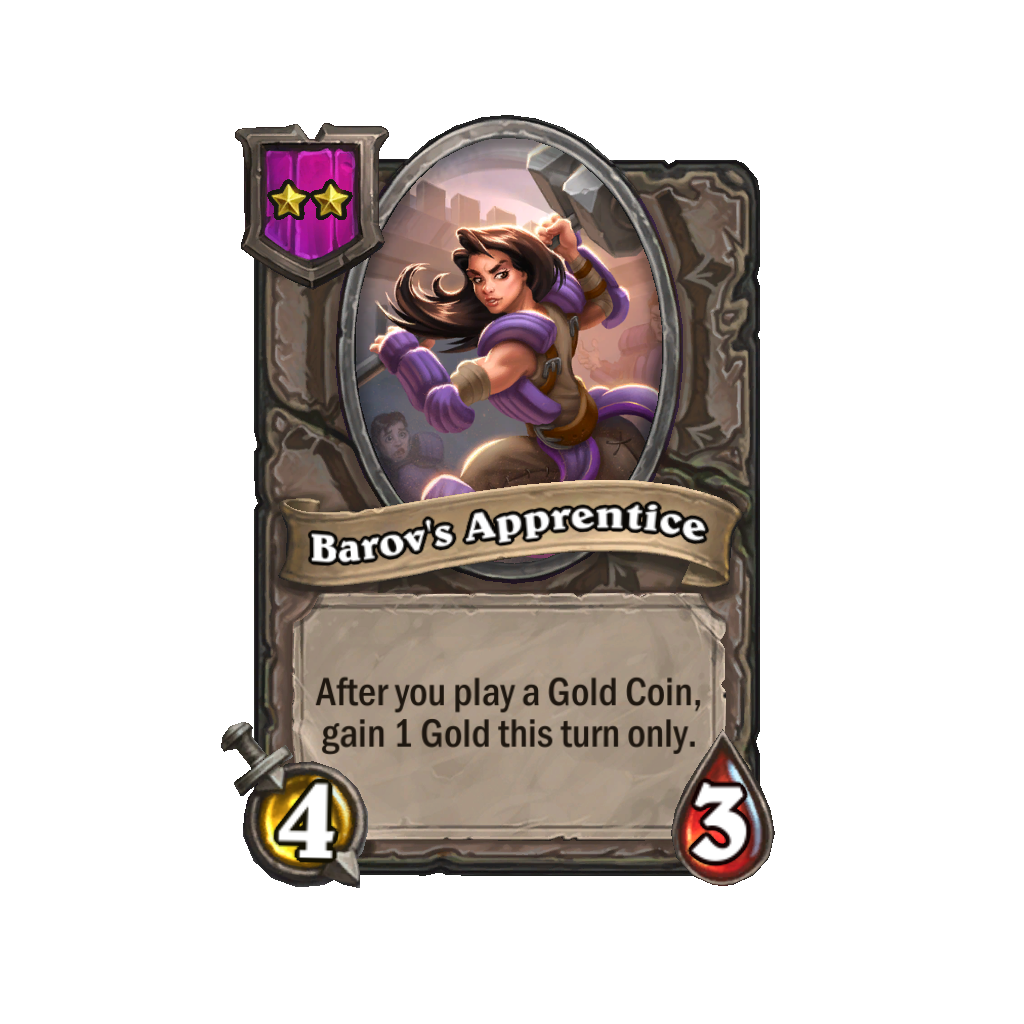 Barov's Apprentice
After you play a Gold Coin,
gain 1 Gold this turn only.
4
3